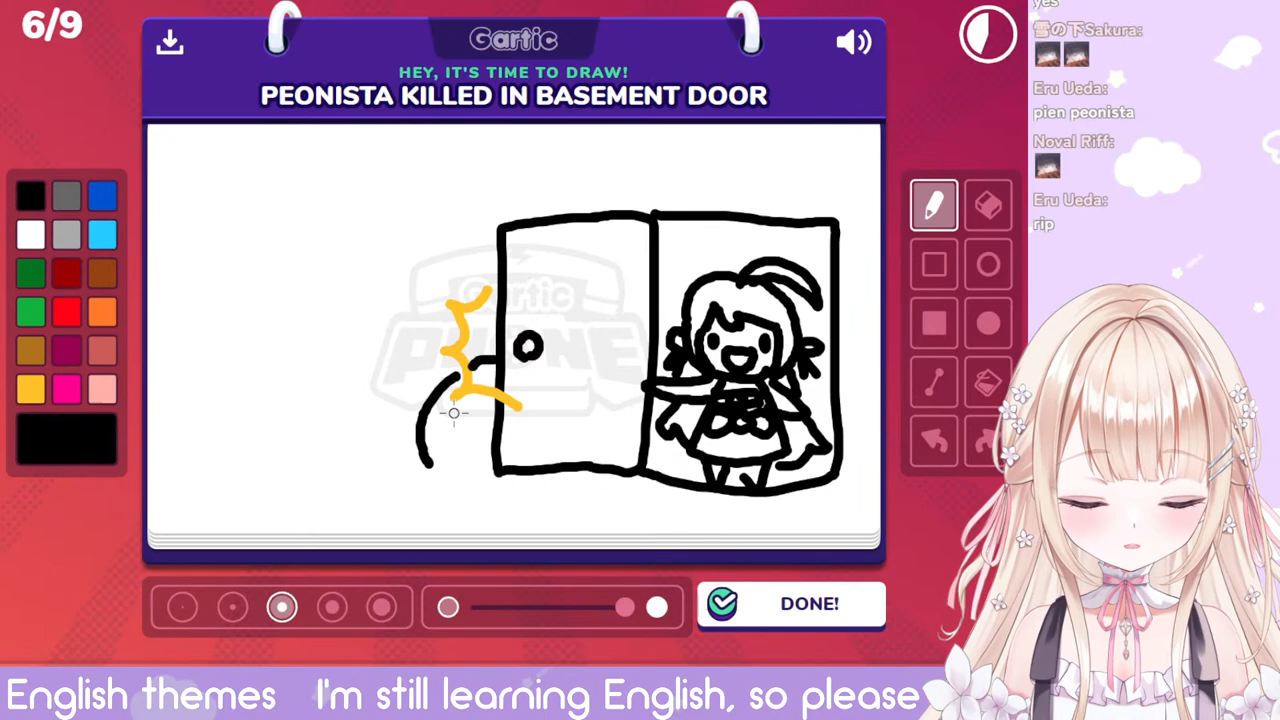 6/9
Gartic
HEY, IT'S TIME TO DRAW!
PEONISTA KILLED IN BASEMENT DOOR
Gartic
PHONE
DONE!
yes
雪の下Sakura:
Eru Ueda:
pien peonista
Noval Riff:
Eru Ueda:
rip
English themes I'm still learning English, so please